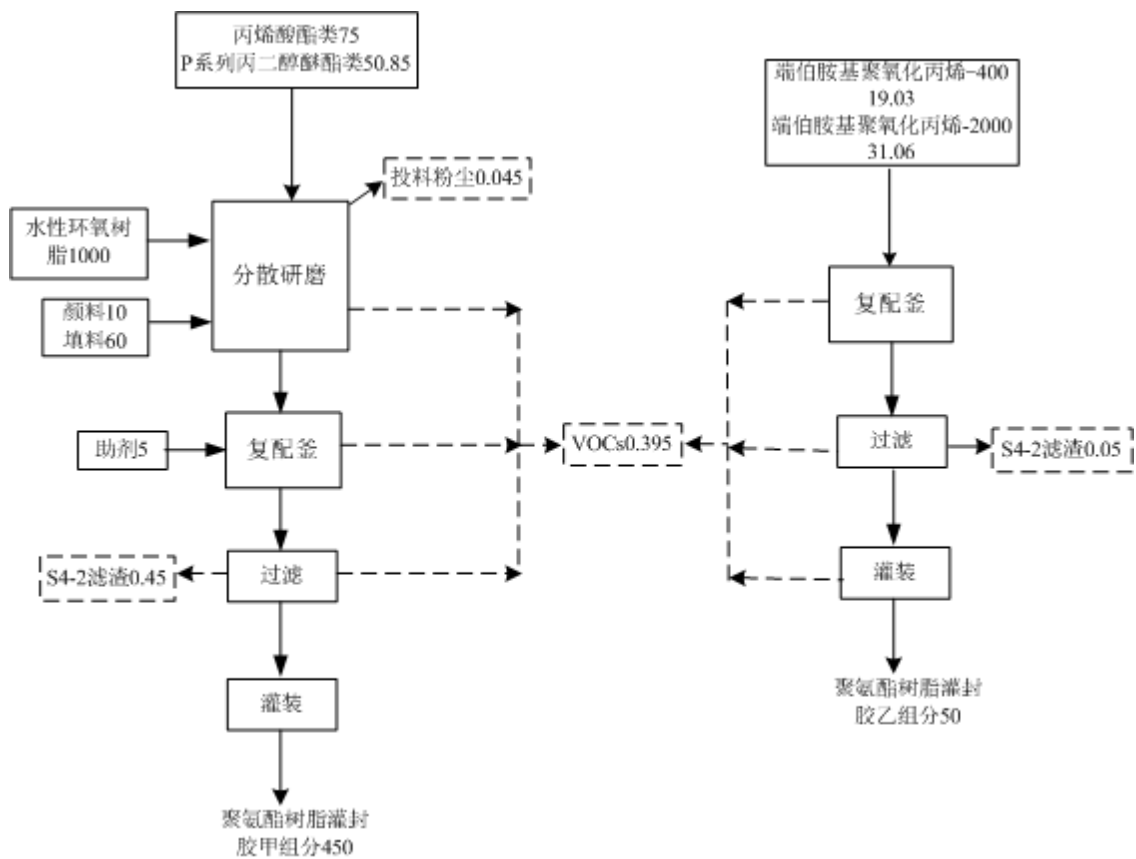 丙烯酸酯类75
P系列丙二醇醚酯类50.85
端伯胺基聚氧化丙烯-400
19.03
端伯胺基聚氧化丙烯-2000
31.06
投料粉尘0.045
水性环氧树
脂1000
分散研磨
颜料10
填料60
复配釜
助剂5
复配釜
VOCs0.395
过滤
S4-2滤渣0.05
S4-2滤渣0.45
过滤
灌装
灌装
聚氨酯树脂灌封
胶乙组分50
聚氨酯树脂灌封
胶甲组分450